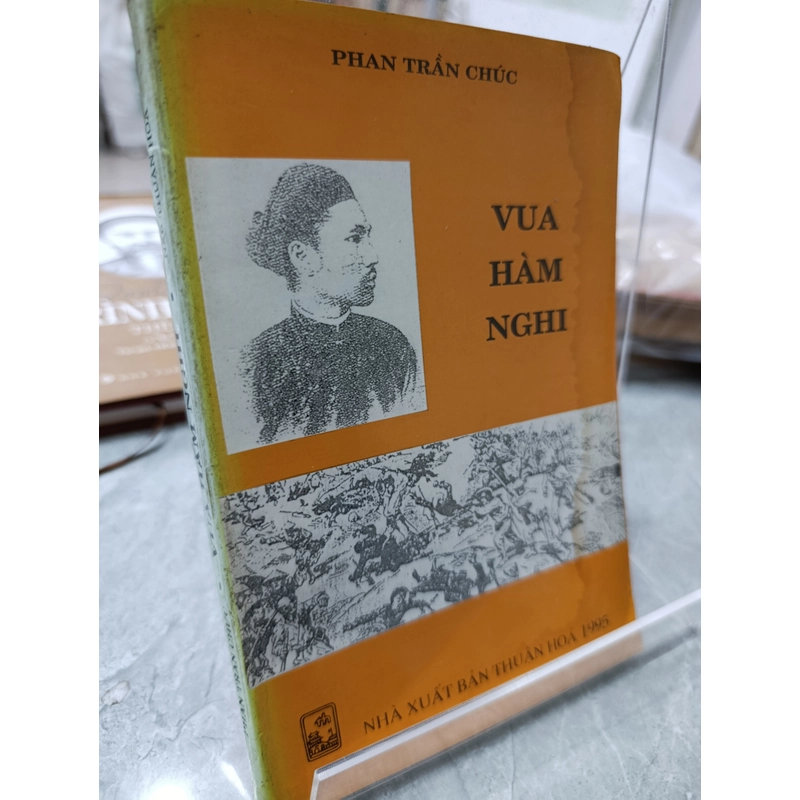 PHAN TRẦN CHÚC
VUA
HÀM
NGHI
NHÀ XUẤT BẢN THUẬN HOÁ 1995